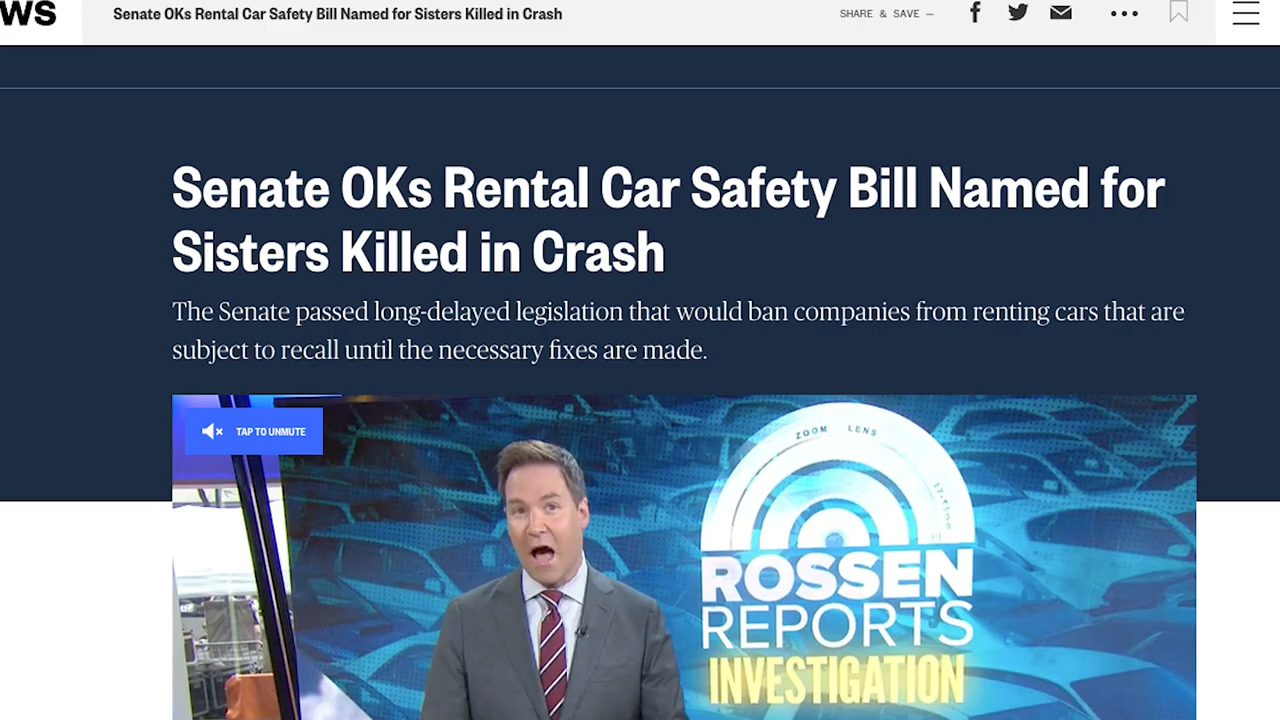 WS
Senate OKs Rental Car Safety Bill Named for Sisters Killed in Crash
SHARE & SAVE —
Senate OKs Rental Car Safety Bill Named for
Sisters Killed in Crash
The Senate passed long-delayed legislation that would ban companies from renting cars that are
subject to recall until the necessary fixes are made.
TAP TO UNMUTE
ZOOM LENS
ROSSEN
REPORTS
INVESTIGATION